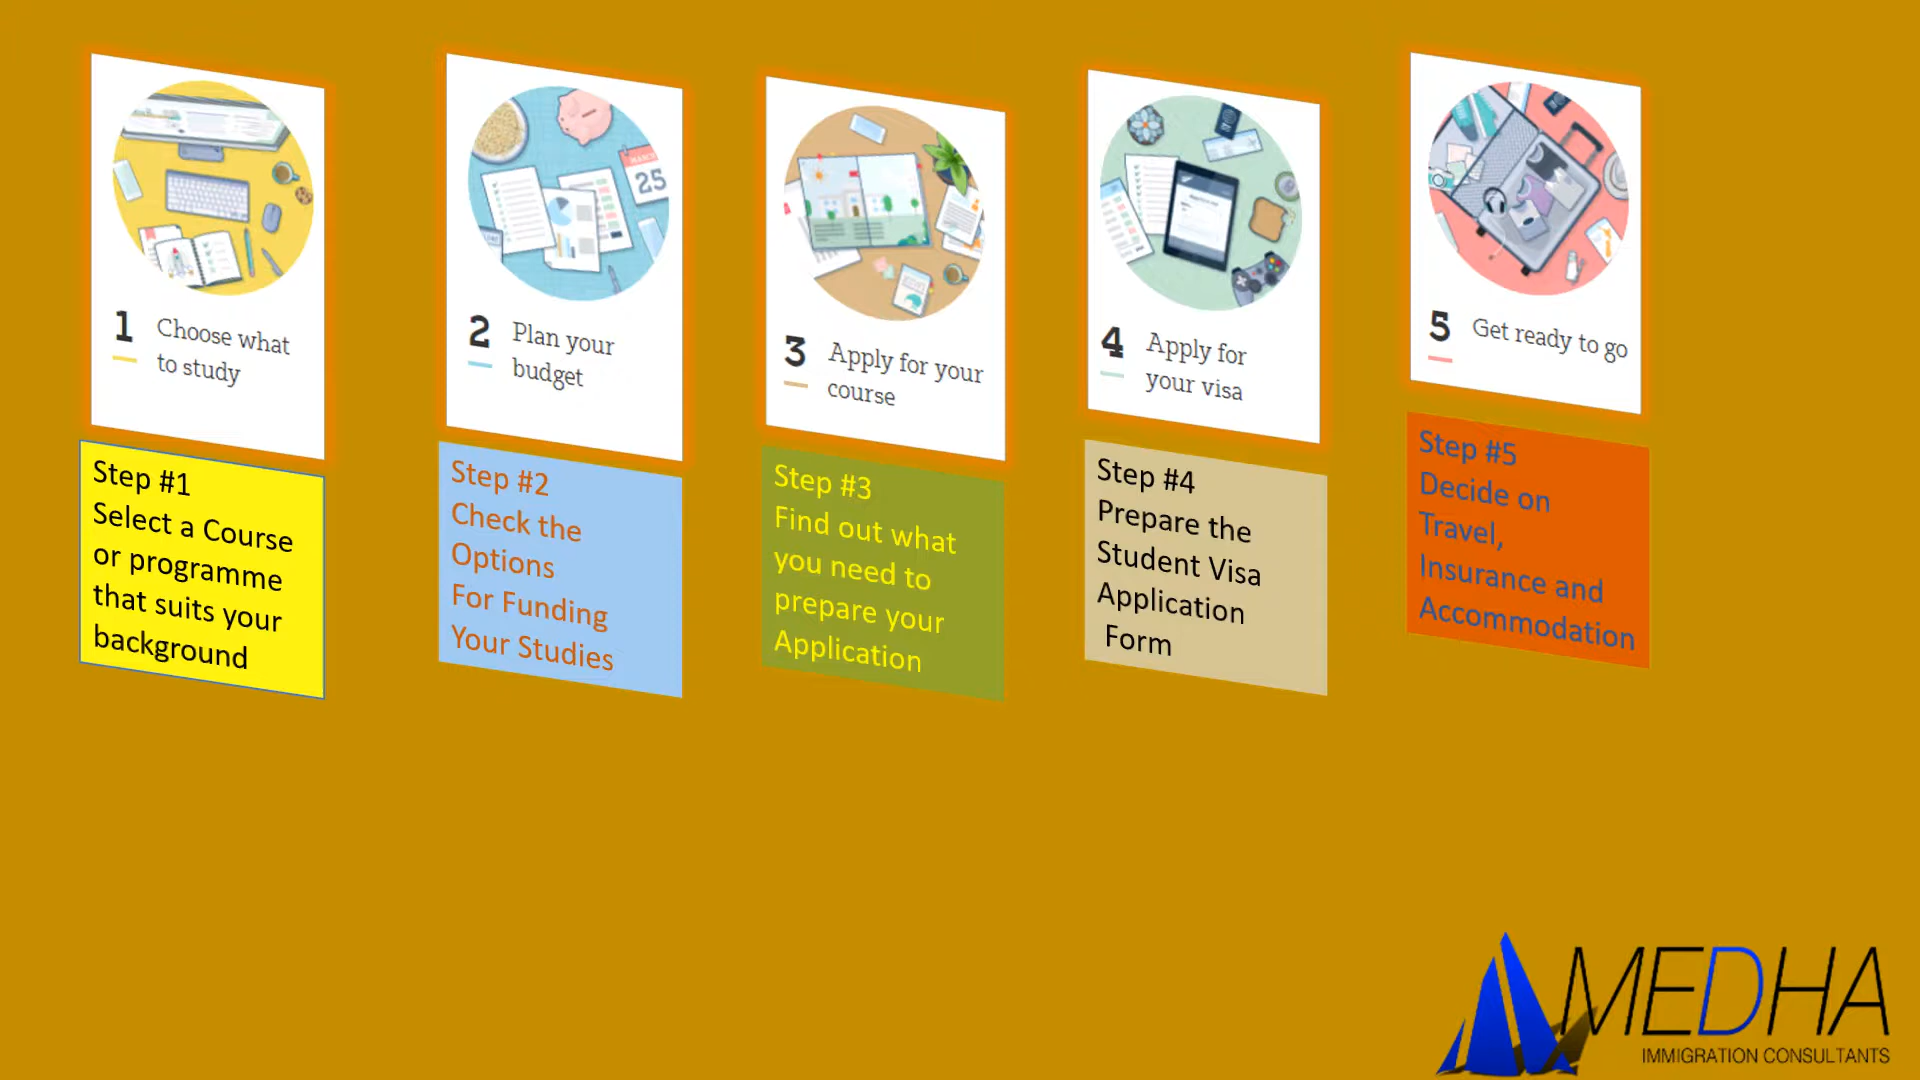 1 Choose what
to study
2 Plan your
budget
MARCH
25
3 Apply for your
course
4 Apply for
your visa
5 Get ready to go
Step #1
Select a Course
or programme
that suits your
background
Step #2
Check the
Options
For Funding
Your Studies
Step #3
Find out what
you need to
prepare your
Application
Step #4
Prepare the
Student Visa
Application
Form
Step #5
Decide on
Travel,
Insurance and
Accommodation
MEDHA
IMMIGRATION CONSULTANTS